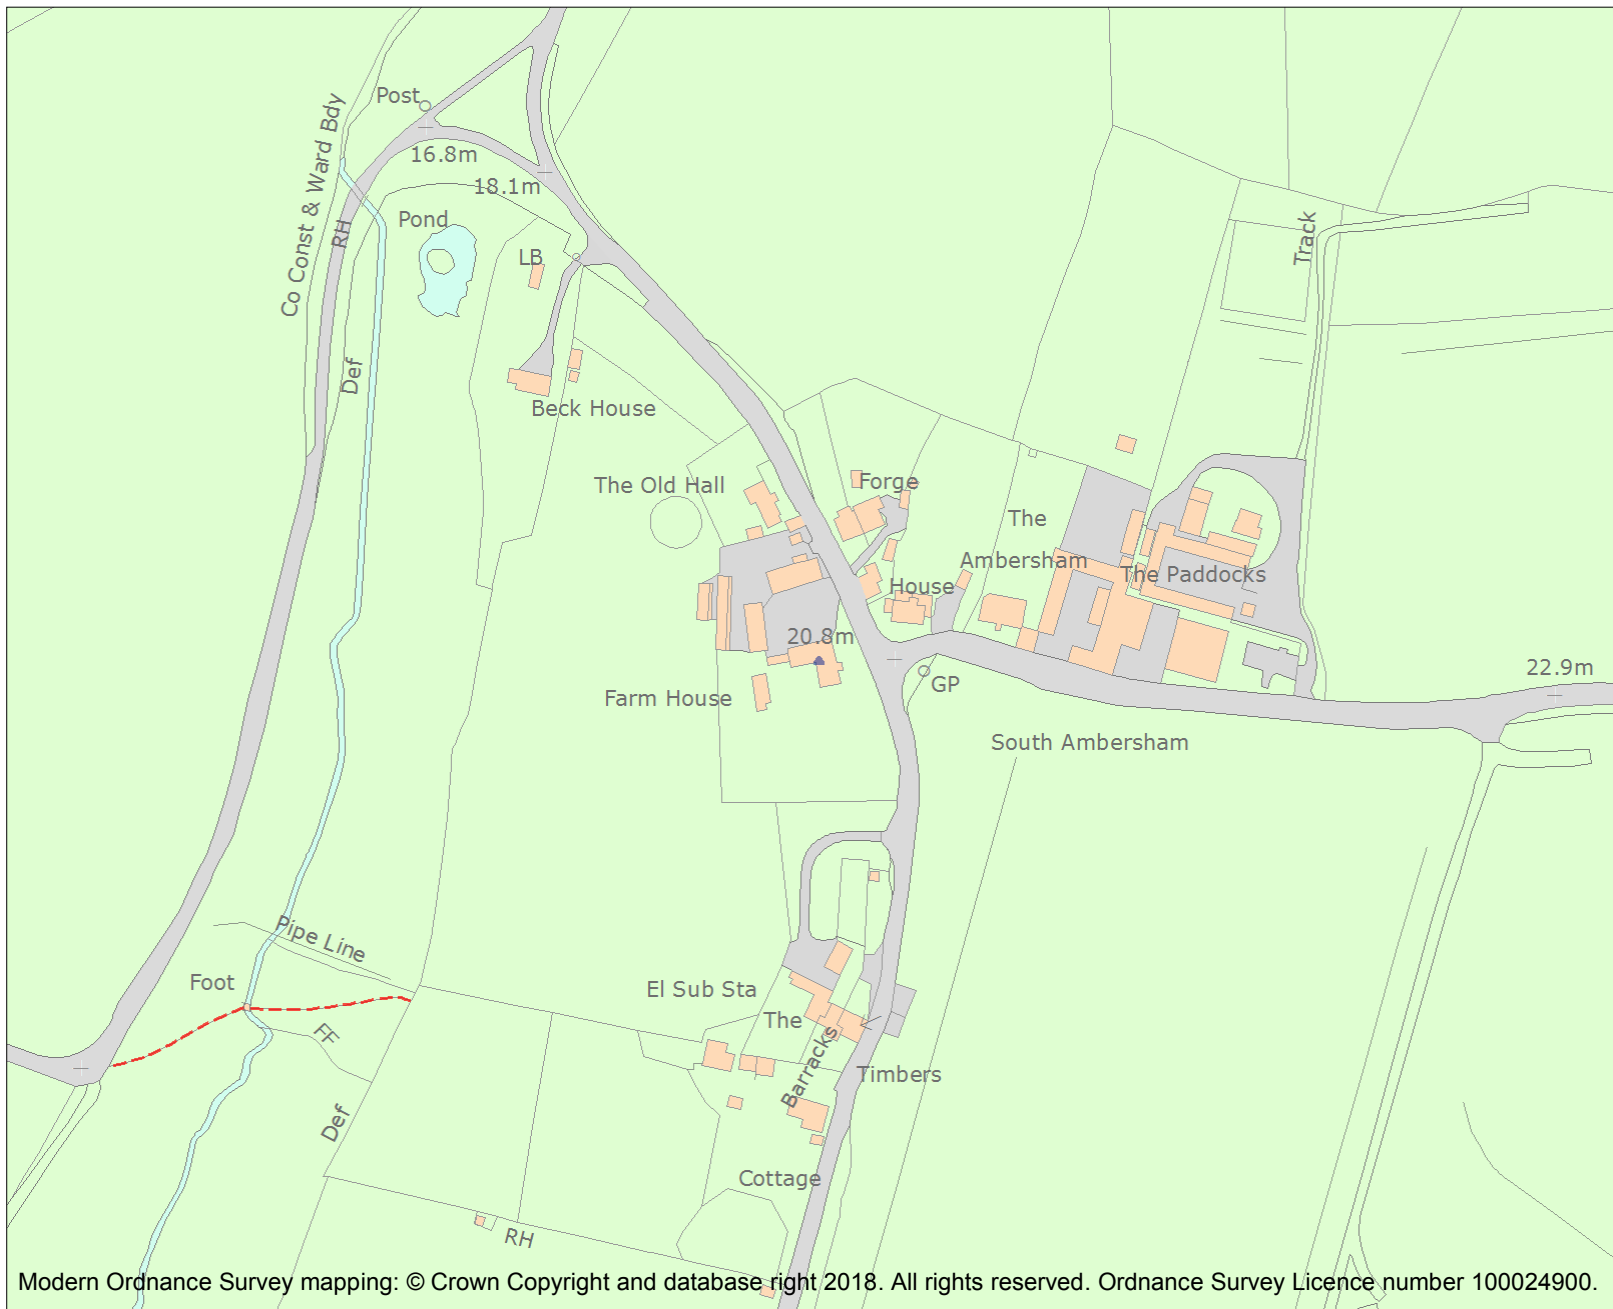 Post
Co Const & Ward Bdy
16.8m
18.1m
RH
Pond
LB
Track
Def
Beck House
The Old Hall
Forge
The
Ambersham
The Paddocks
House
20.8m
Farm House
GP
22.9m
South Ambersham
Pipe Line
Foot
El Sub Sta
The
FF
Barracks
Timbers
Def
Cottage
RH
Modern Ordnance Survey mapping: © Crown Copyright and database right 2018. All rights reserved. Ordnance Survey Licence number 100024900.